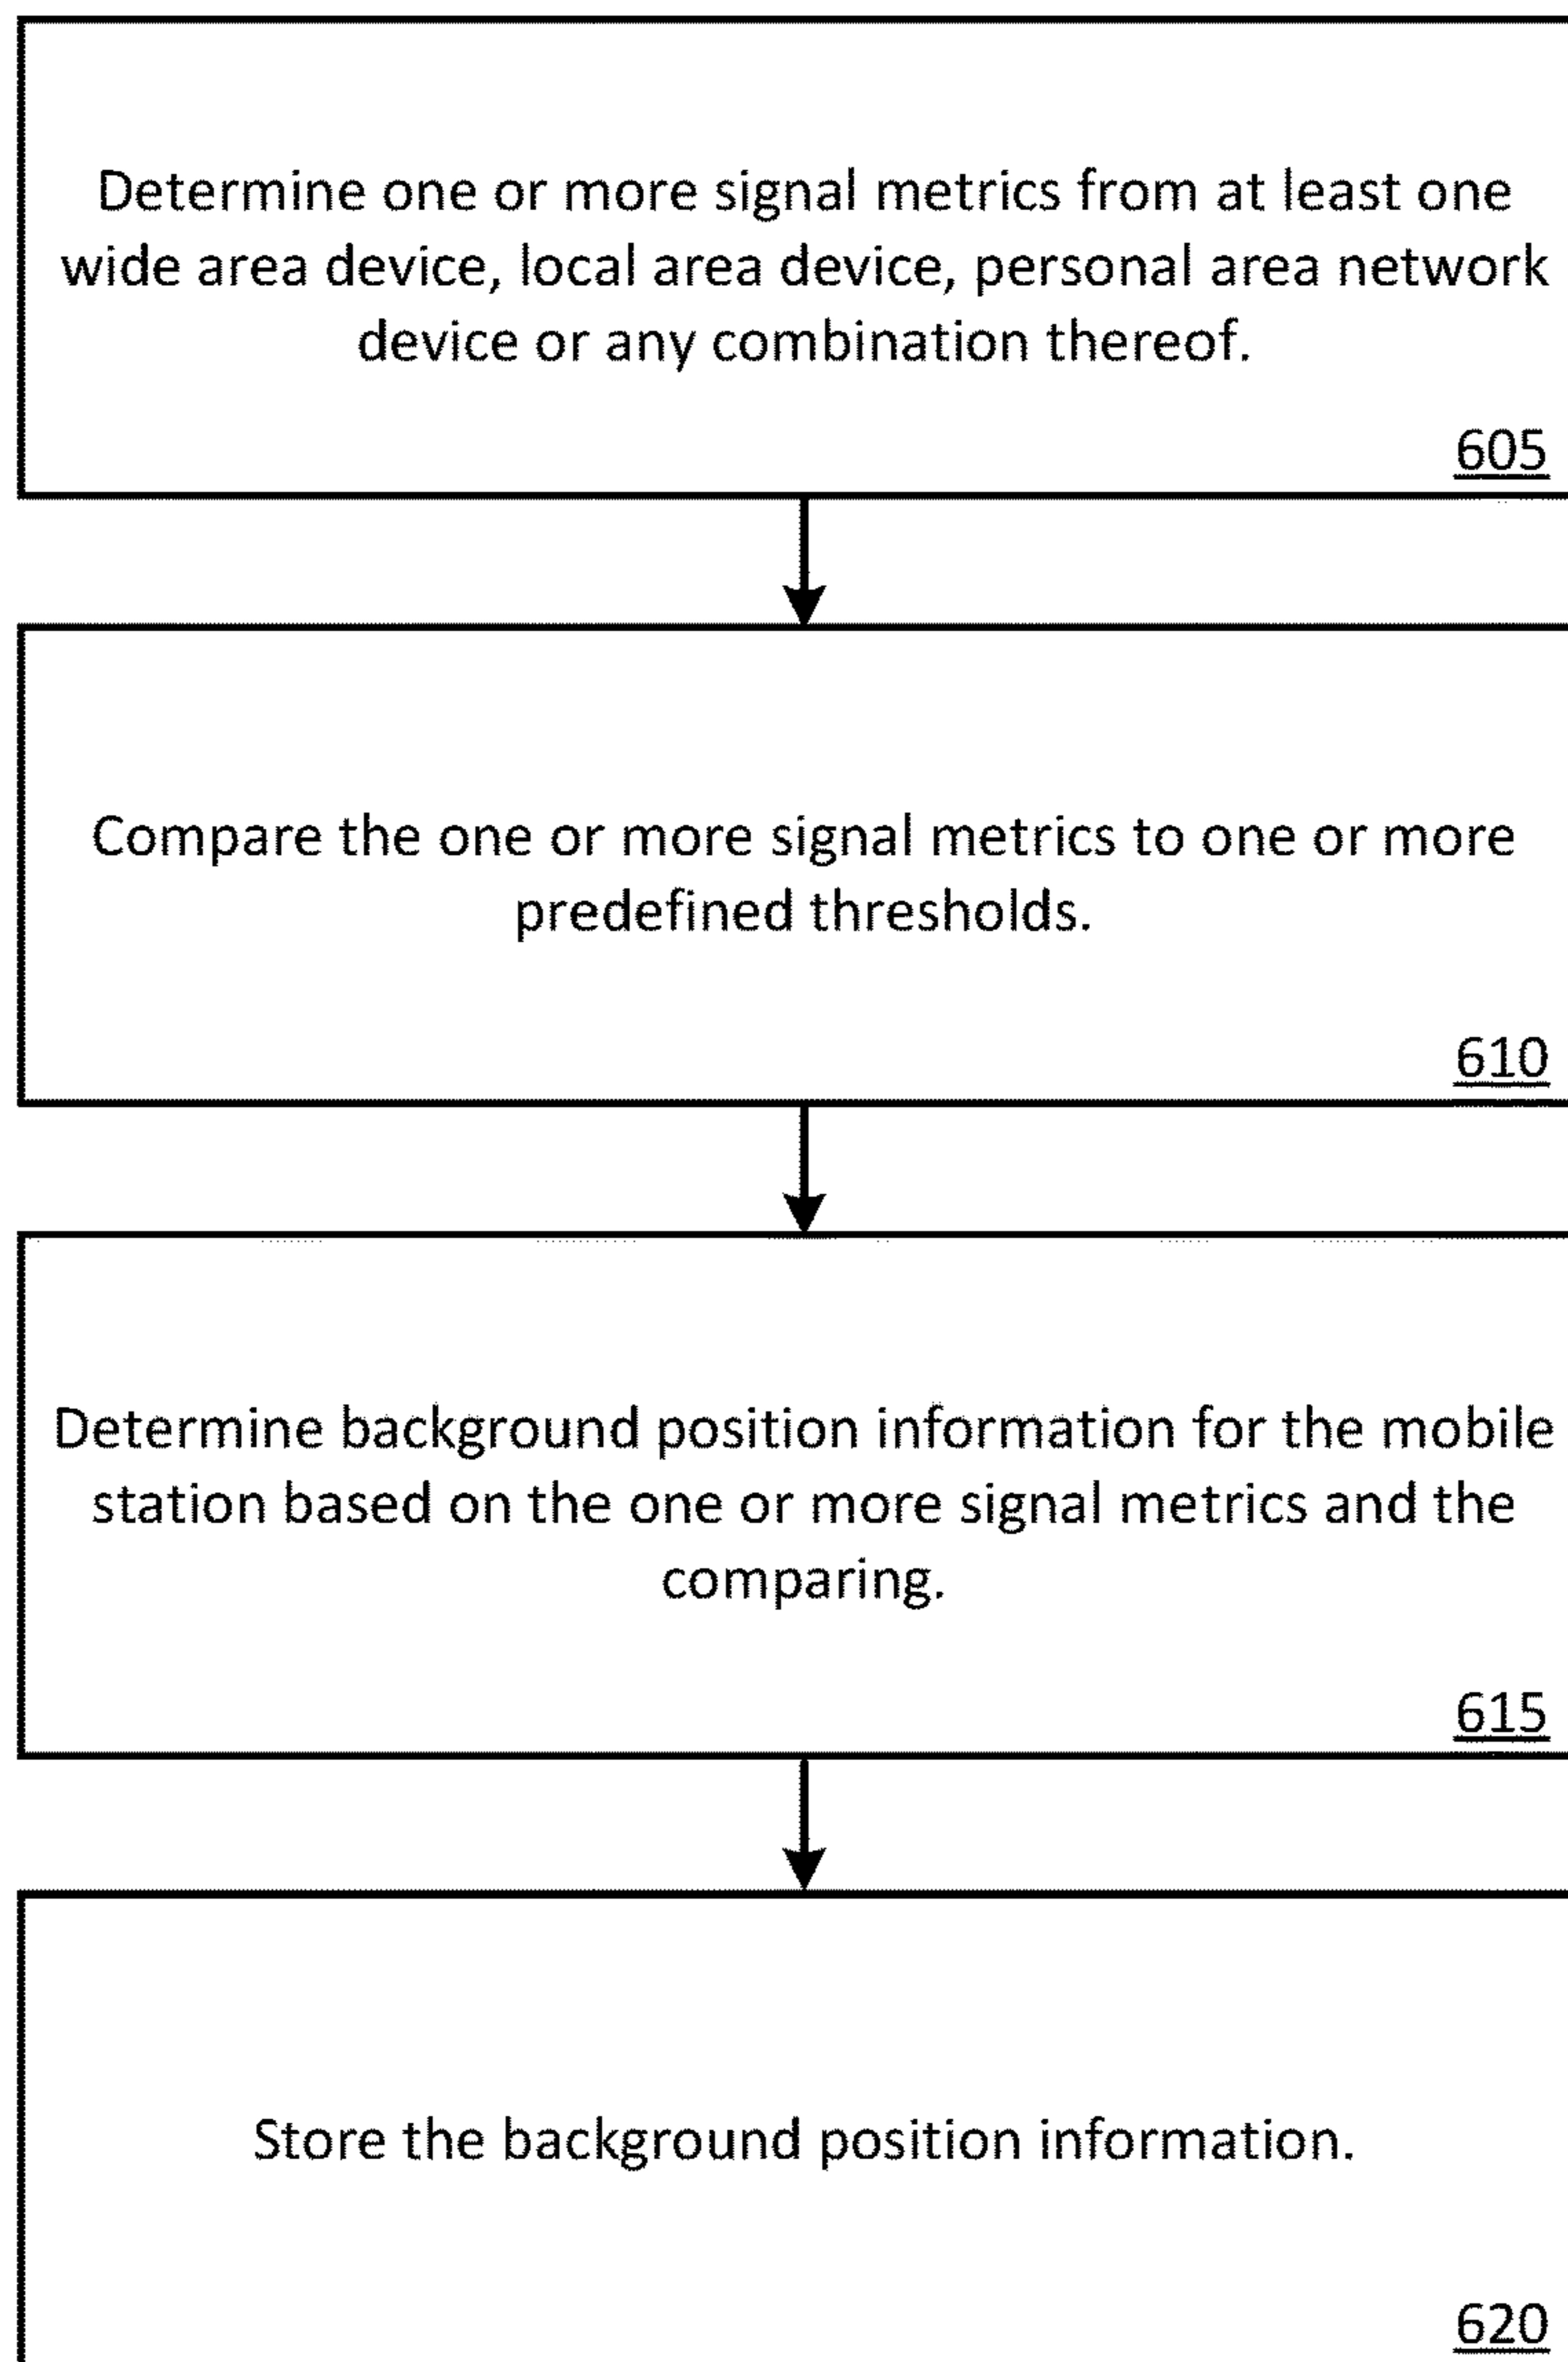 Determine one or more signal metrics from at least one
wide area device, local area device, personal area network
device or any combination thereof.
605
Compare the one or more signal metrics to one or more
predefined thresholds.
610
Determine background position information for the mobile
station based on the one or more signal metrics and the
comparing.
615
Store the background position information.
620